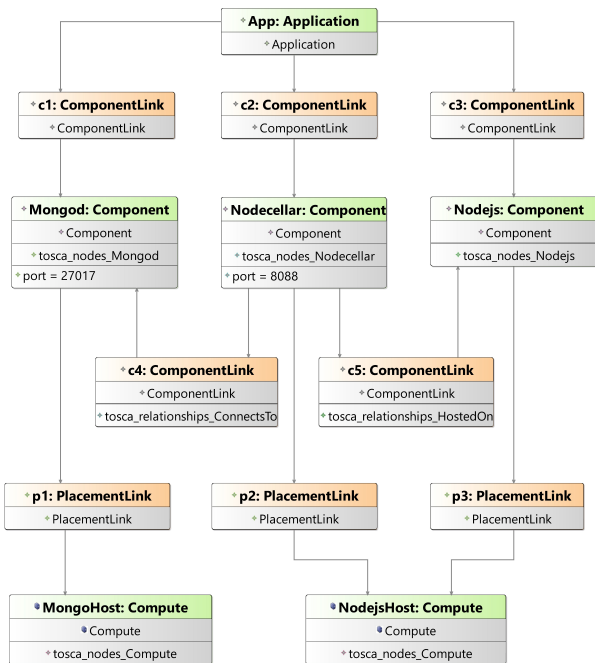 App: Application
Application
c1: ComponentLink
ComponentLink
c2: ComponentLink
ComponentLink
c3: ComponentLink
ComponentLink
Mongod: Component
Component
tosca_nodes_Mongod
port = 27017
Nodecellar: Component
Component
tosca_nodes_Nodecellar
port = 8088
Nodejs: Component
Component
tosca_nodes_Nodejs
c4: ComponentLink
ComponentLink
tosca_relationships_ConnectsTo
c5: ComponentLink
ComponentLink
tosca_relationships_HostedOn
p1: PlacementLink
PlacementLink
p2: PlacementLink
PlacementLink
p3: PlacementLink
PlacementLink
MongoHost: Compute
Compute
tosca_nodes_Compute
NodejsHost: Compute
Compute
tosca_nodes_Compute